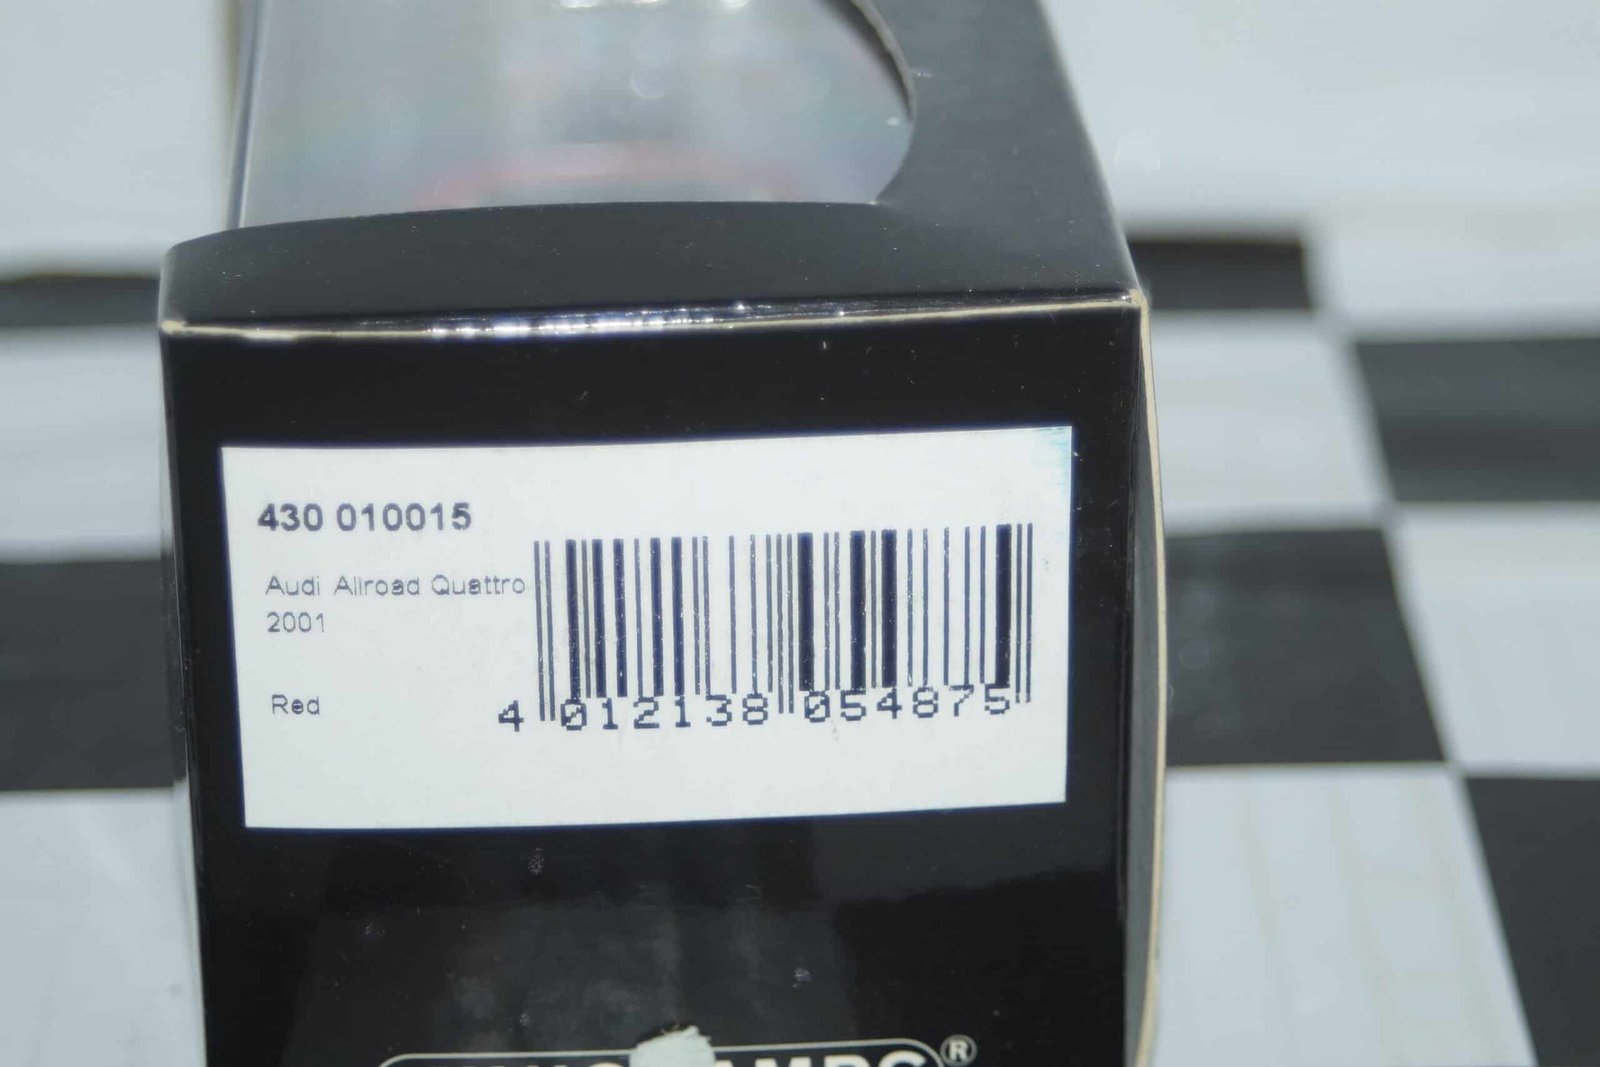 430 010015
Audi Allroad Quattro
2001
Red
4 012138 054875
®